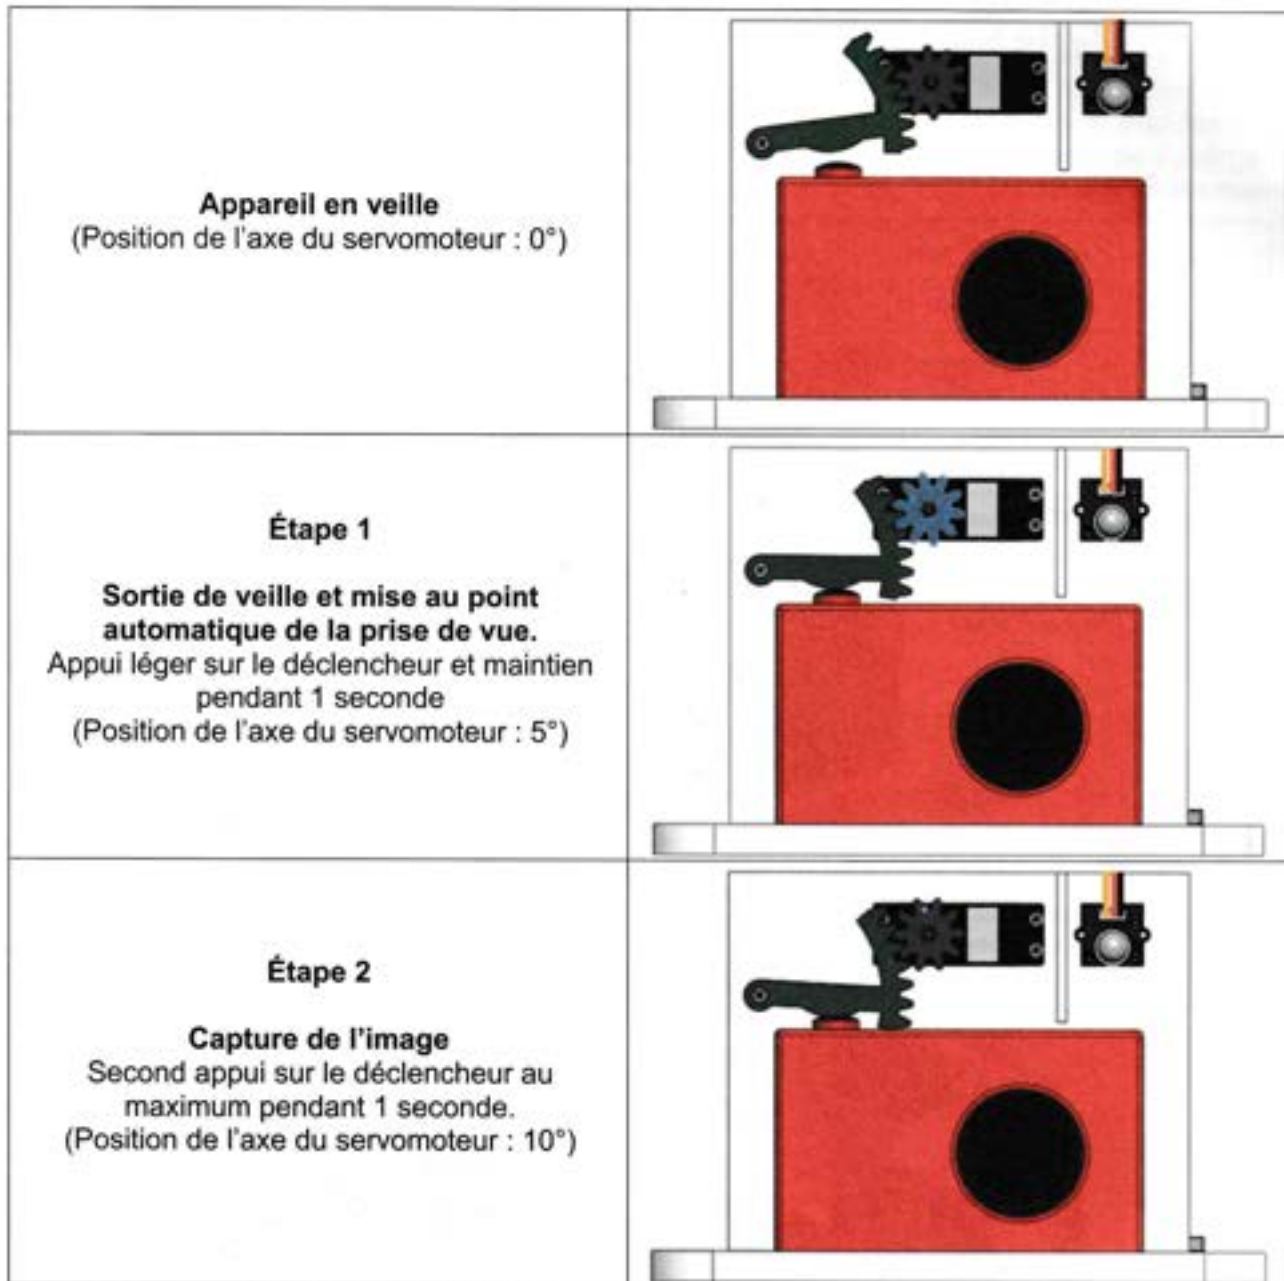 Appareil en veille
(Position de l'axe du servomoteur : 0°)
Étape 1
Sortie de veille et mise au point
automatique de la prise de vue.
Appui léger sur le déclencheur et maintien
pendant 1 seconde
(Position de l'axe du servomoteur : 5°)
Étape 2
Capture de l'image
Second appui sur le déclencheur au
maximum pendant 1 seconde.
(Position de l'axe du servomoteur : 10°)